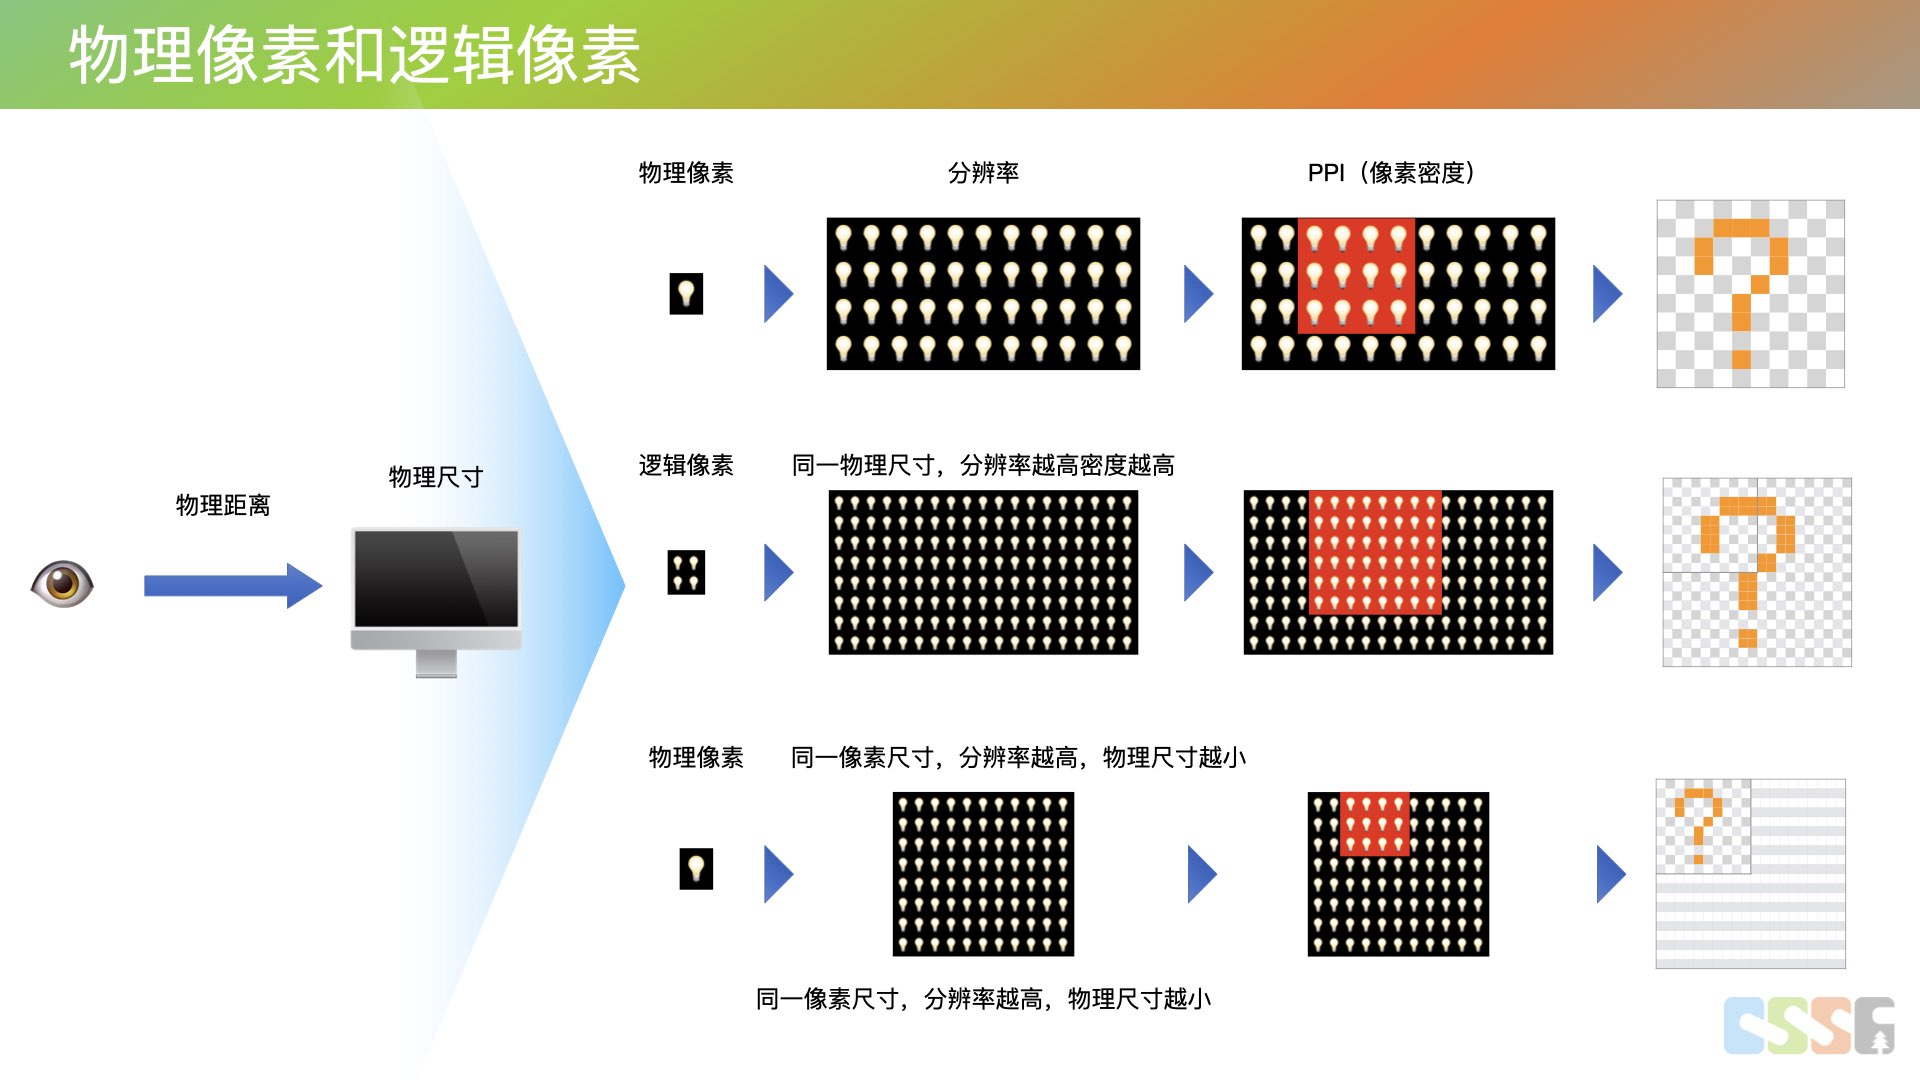 物理像素和逻辑像素
物理像素
分辨率
PPI（像素密度）
物理距离
物理尺寸
逻辑像素
同一物理尺寸，分辨率越高密度越高
物理像素
同一像素尺寸，分辨率越高，物理尺寸越小
同一像素尺寸，分辨率越高，物理尺寸越小